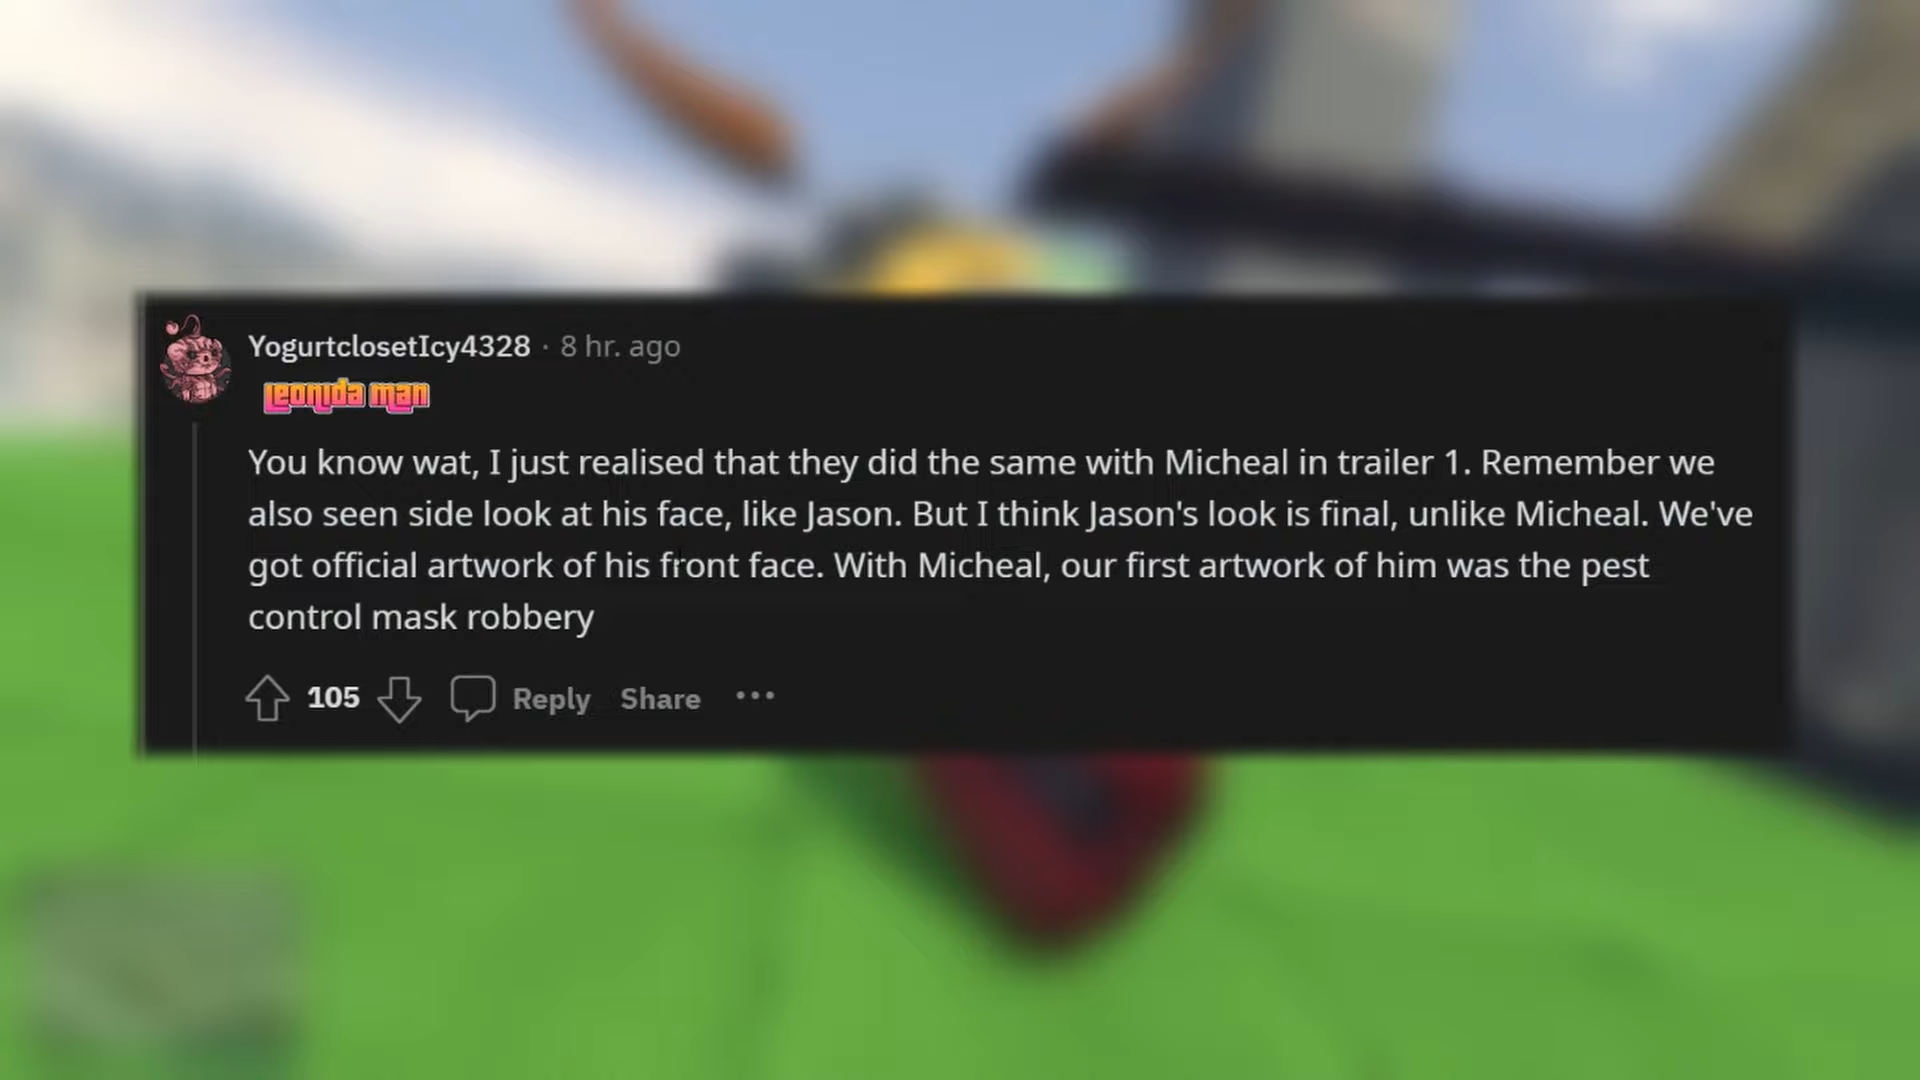 YogurtclosetIcy4328 · 8 hr. ago
Leonida man
You know wat, I just realised that they did the same with Micheal in trailer 1. Remember we
also seen side look at his face, like Jason. But I think Jason's look is final, unlike Micheal. We've
got official artwork of his front face. With Micheal, our first artwork of him was the pest
control mask robbery
105 Reply Share ···